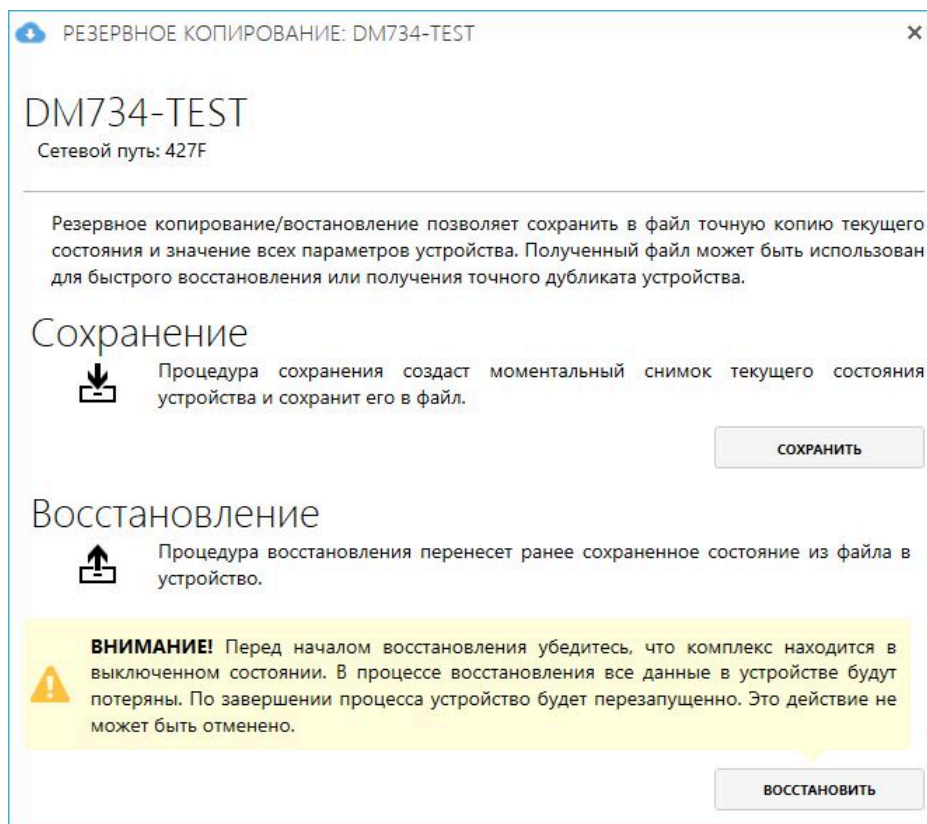 РЕЗЕРВНОЕ КОПИРОВАНИЕ: DM734-TEST
DM734-TEST
Сетевой путь: 427F
Резервное копирование/востановление позволяет сохранить в файл точную копию текущего
состояния и значение всех параметров устройства. Полученный файл может быть использован
для быстрого восстановления или получения точного дубликата устройства.
Сохранение
Процедура сохранения создаст моментальный снимок текущего состояния
устройства и сохранит его в файл.
СОХРАНИТЬ
Восстановление
Процедура восстановления перенесет ранее сохраненное состояние из файла в
устройство.
ВНИМАНИЕ! Перед началом восстановления убедитесь, что комплекс находится в
выключенном состоянии. В процессе восстановления все данные в устройстве будут
потеряны. По завершении процесса устройство будет перезапущенно. Это действие не
может быть отменено.
ВОССТАНОВИТЬ